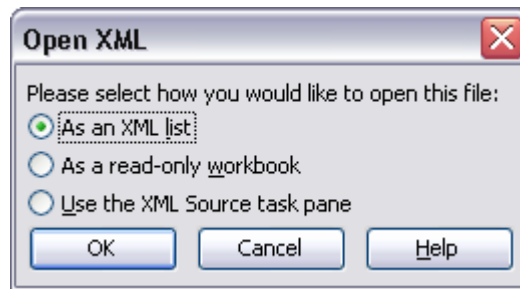 Open XML
Please select how you would like to open this file:
As an XML list
As a read-only workbook
Use the XML Source task pane
OK Cancel Help